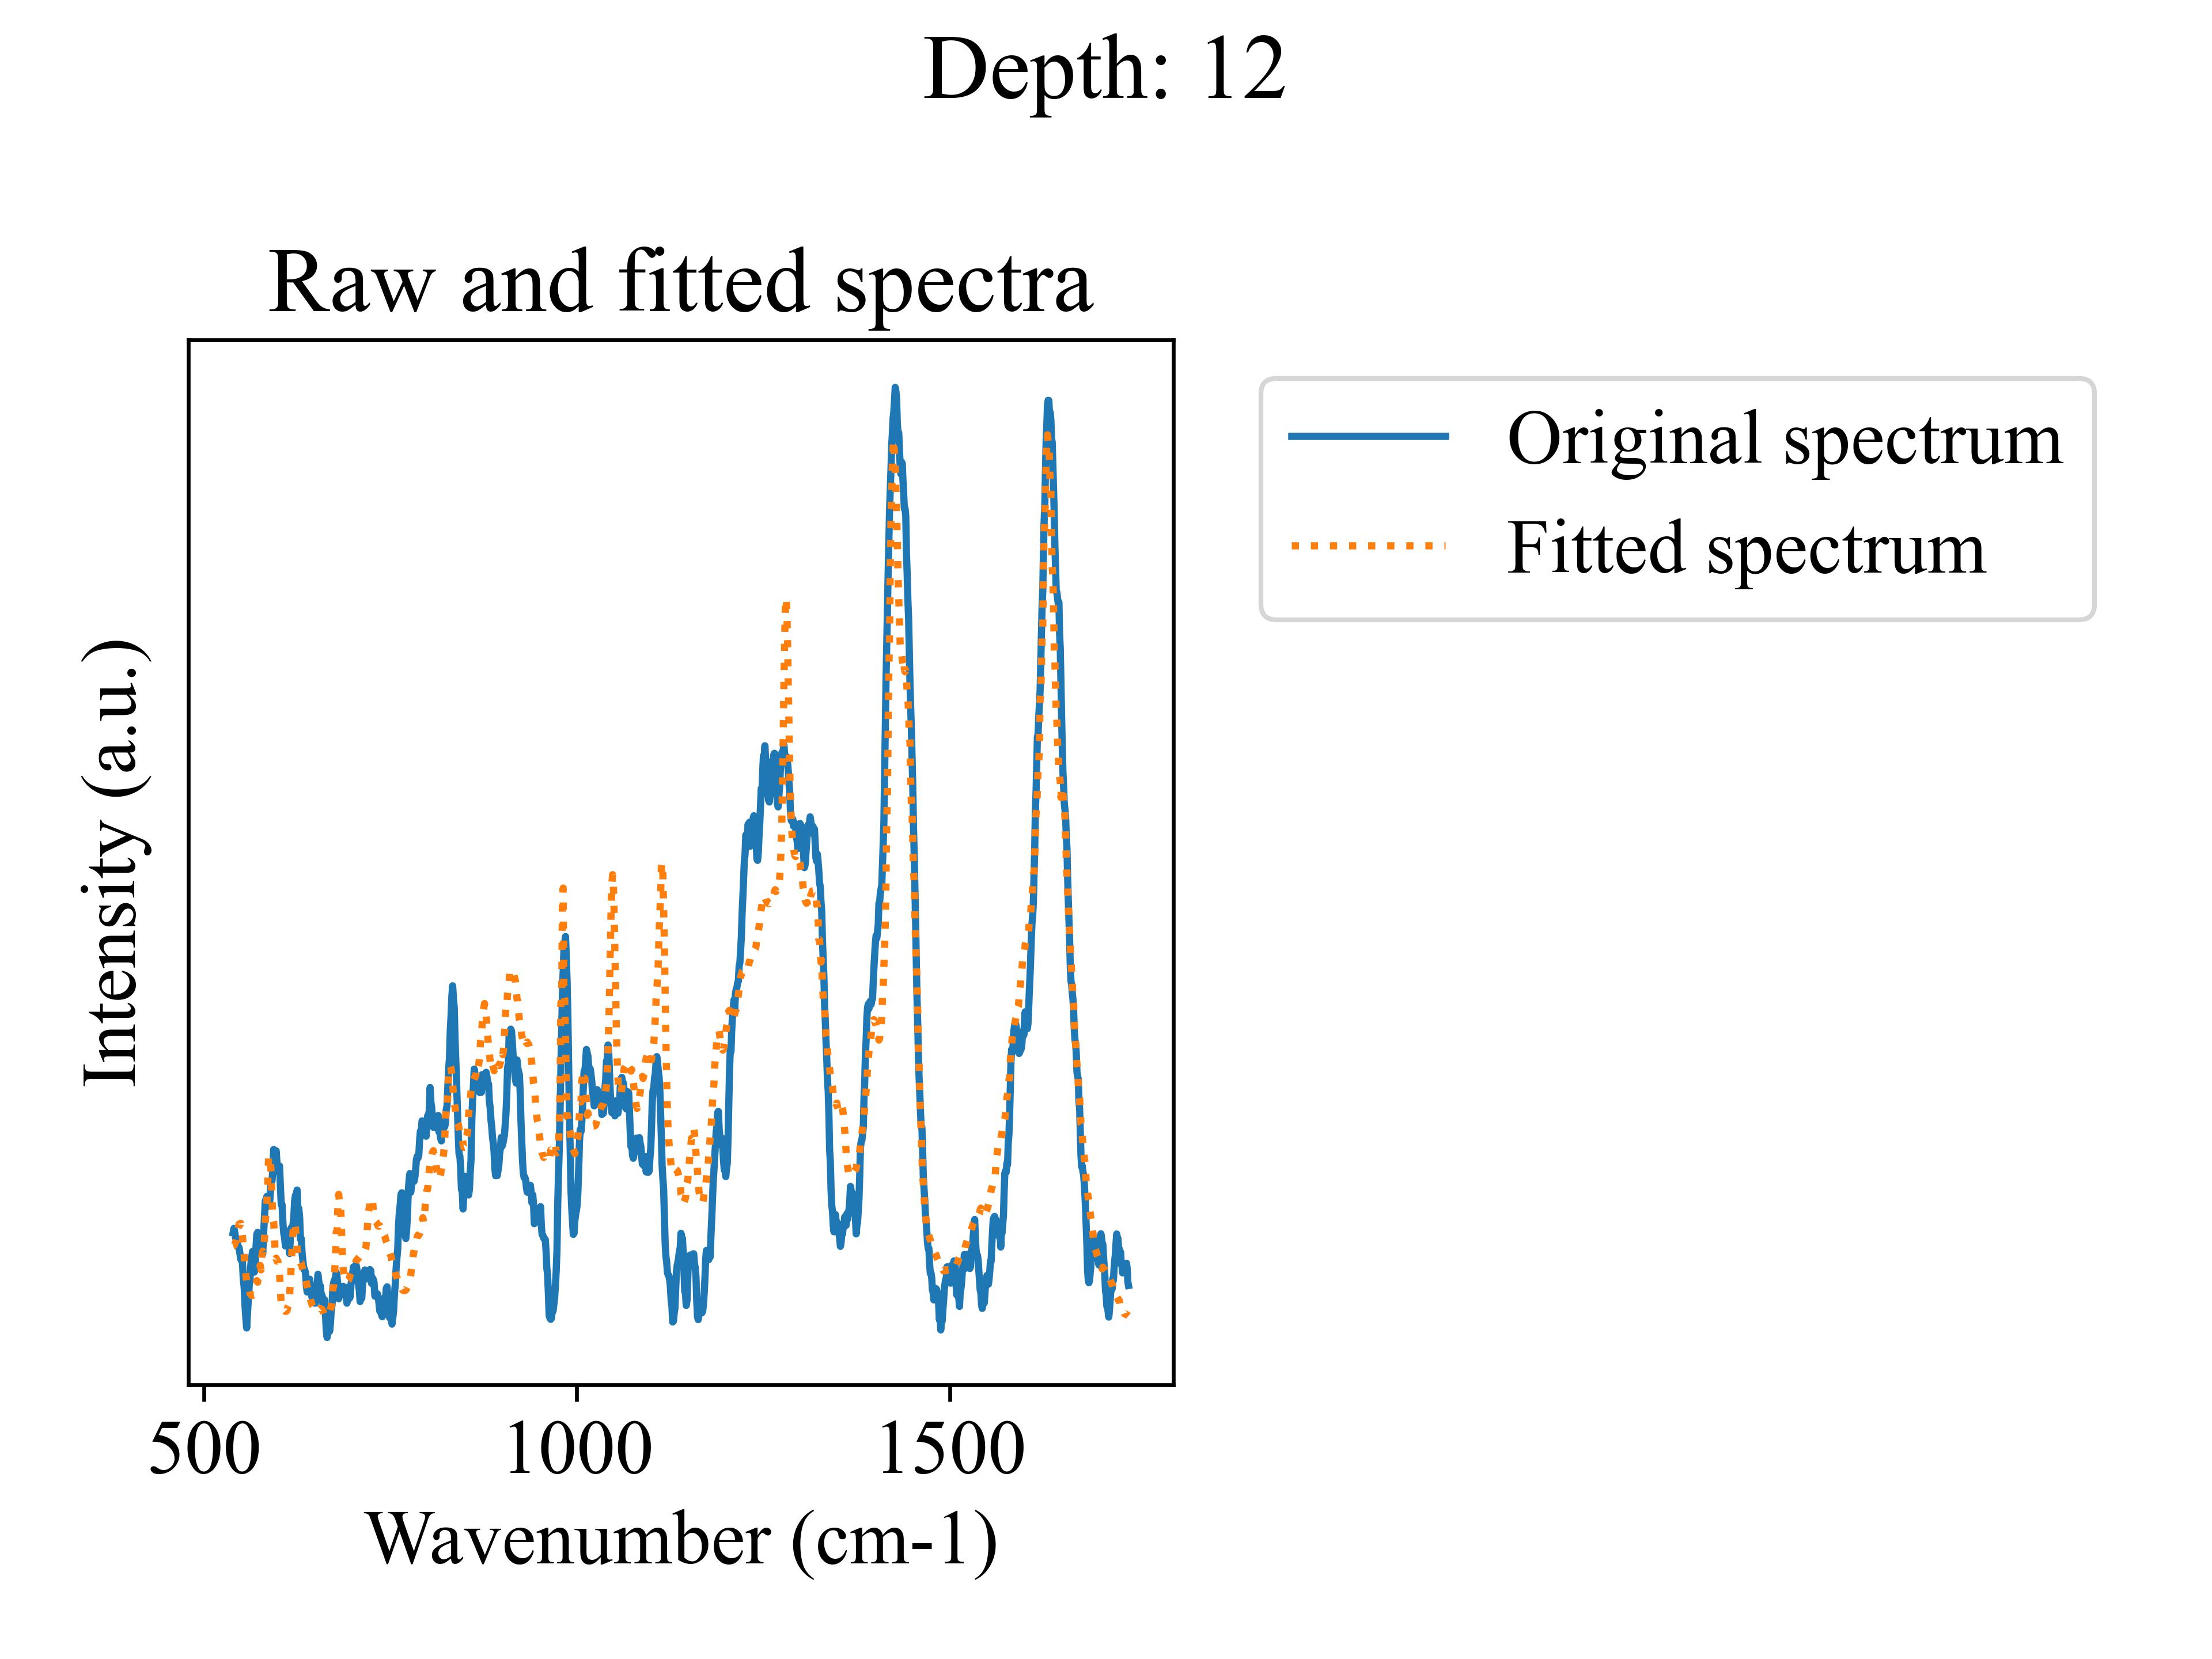 Depth: 12
Raw and fitted spectra
Original spectrum
Fitted spectrum
Intensity (a.u.)
500 1000 1500
Wavenumber (cm-1)